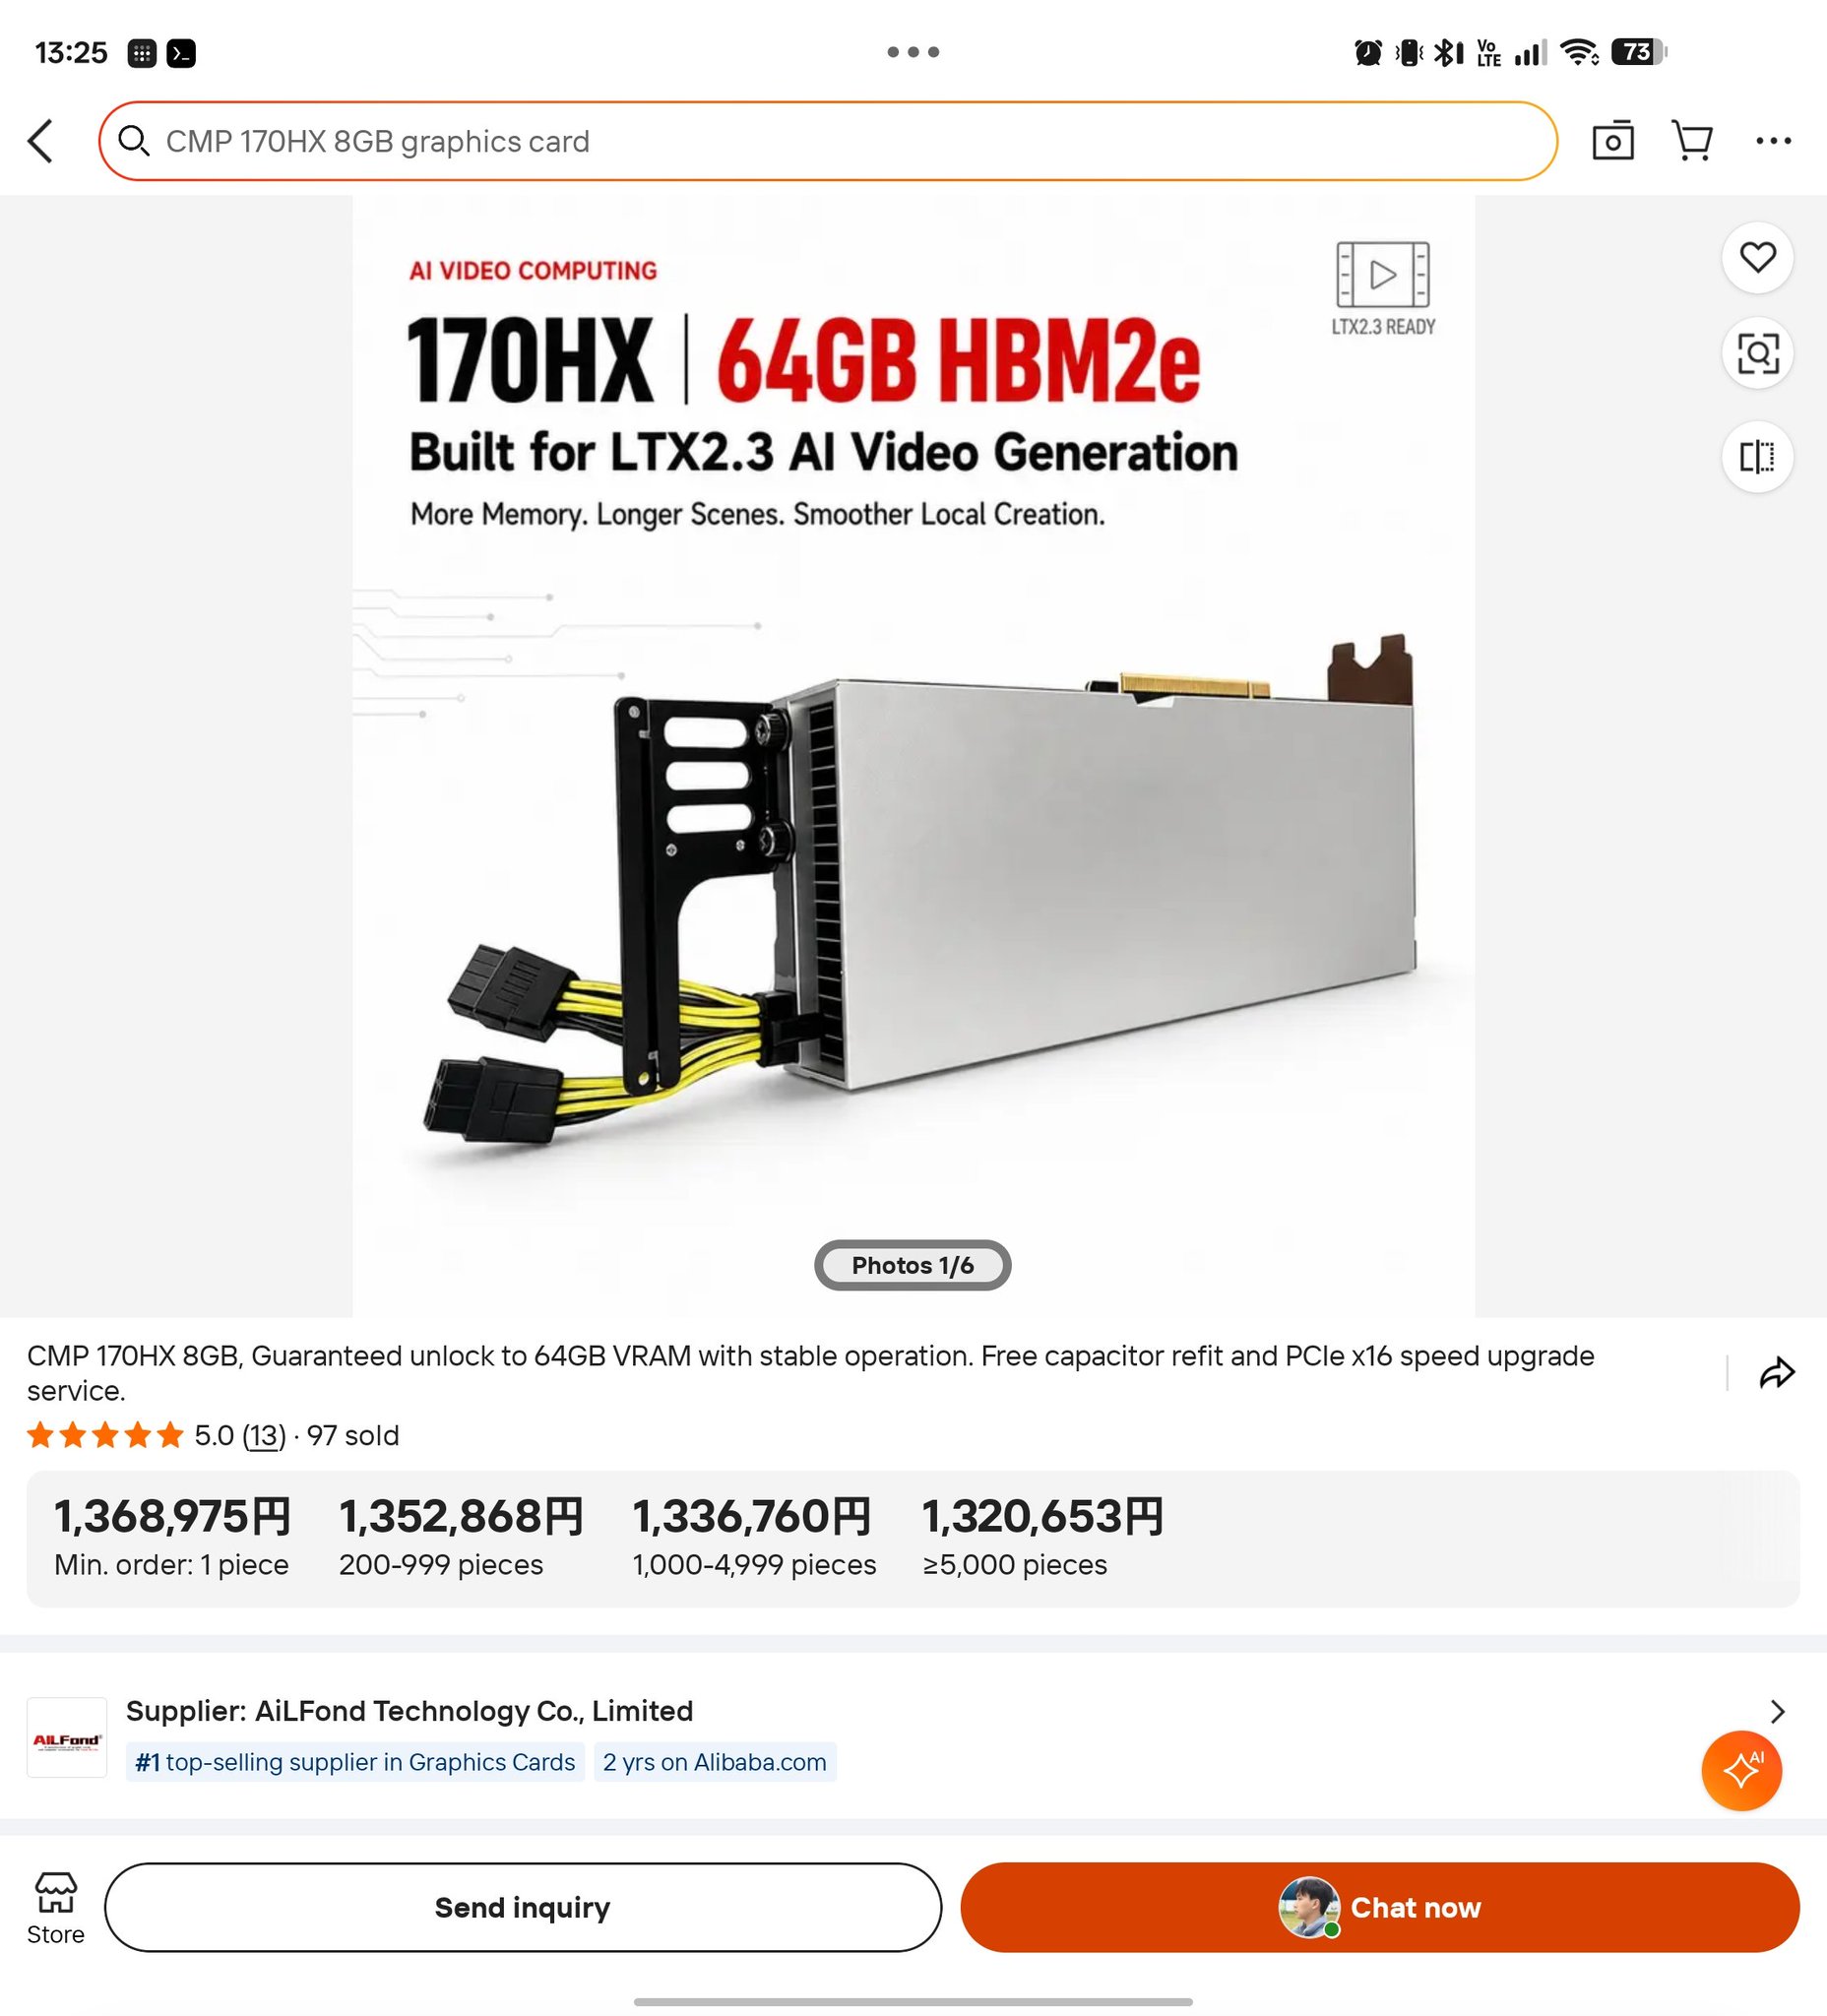 13:25
Vo
LTE
73
CMP 170HX 8GB graphics card
AI VIDEO COMPUTING
LTX2.3 READY
170HX | 64GB HBM2e
Built for LTX2.3 AI Video Generation
More Memory. Longer Scenes. Smoother Local Creation.
Photos 1/6
CMP 170HX 8GB, Guaranteed unlock to 64GB VRAM with stable operation. Free capacitor refit and PCIe x16 speed upgrade
service.
5.0 (13) · 97 sold
1,368,975円 1,352,868円 1,336,760円 1,320,653円
Min. order: 1 piece 200-999 pieces 1,000-4,999 pieces ≥5,000 pieces
AILFond
Supplier: AiLFond Technology Co., Limited
#1 top-selling supplier in Graphics Cards 2 yrs on Alibaba.com
AI
Store
Send inquiry
Chat now